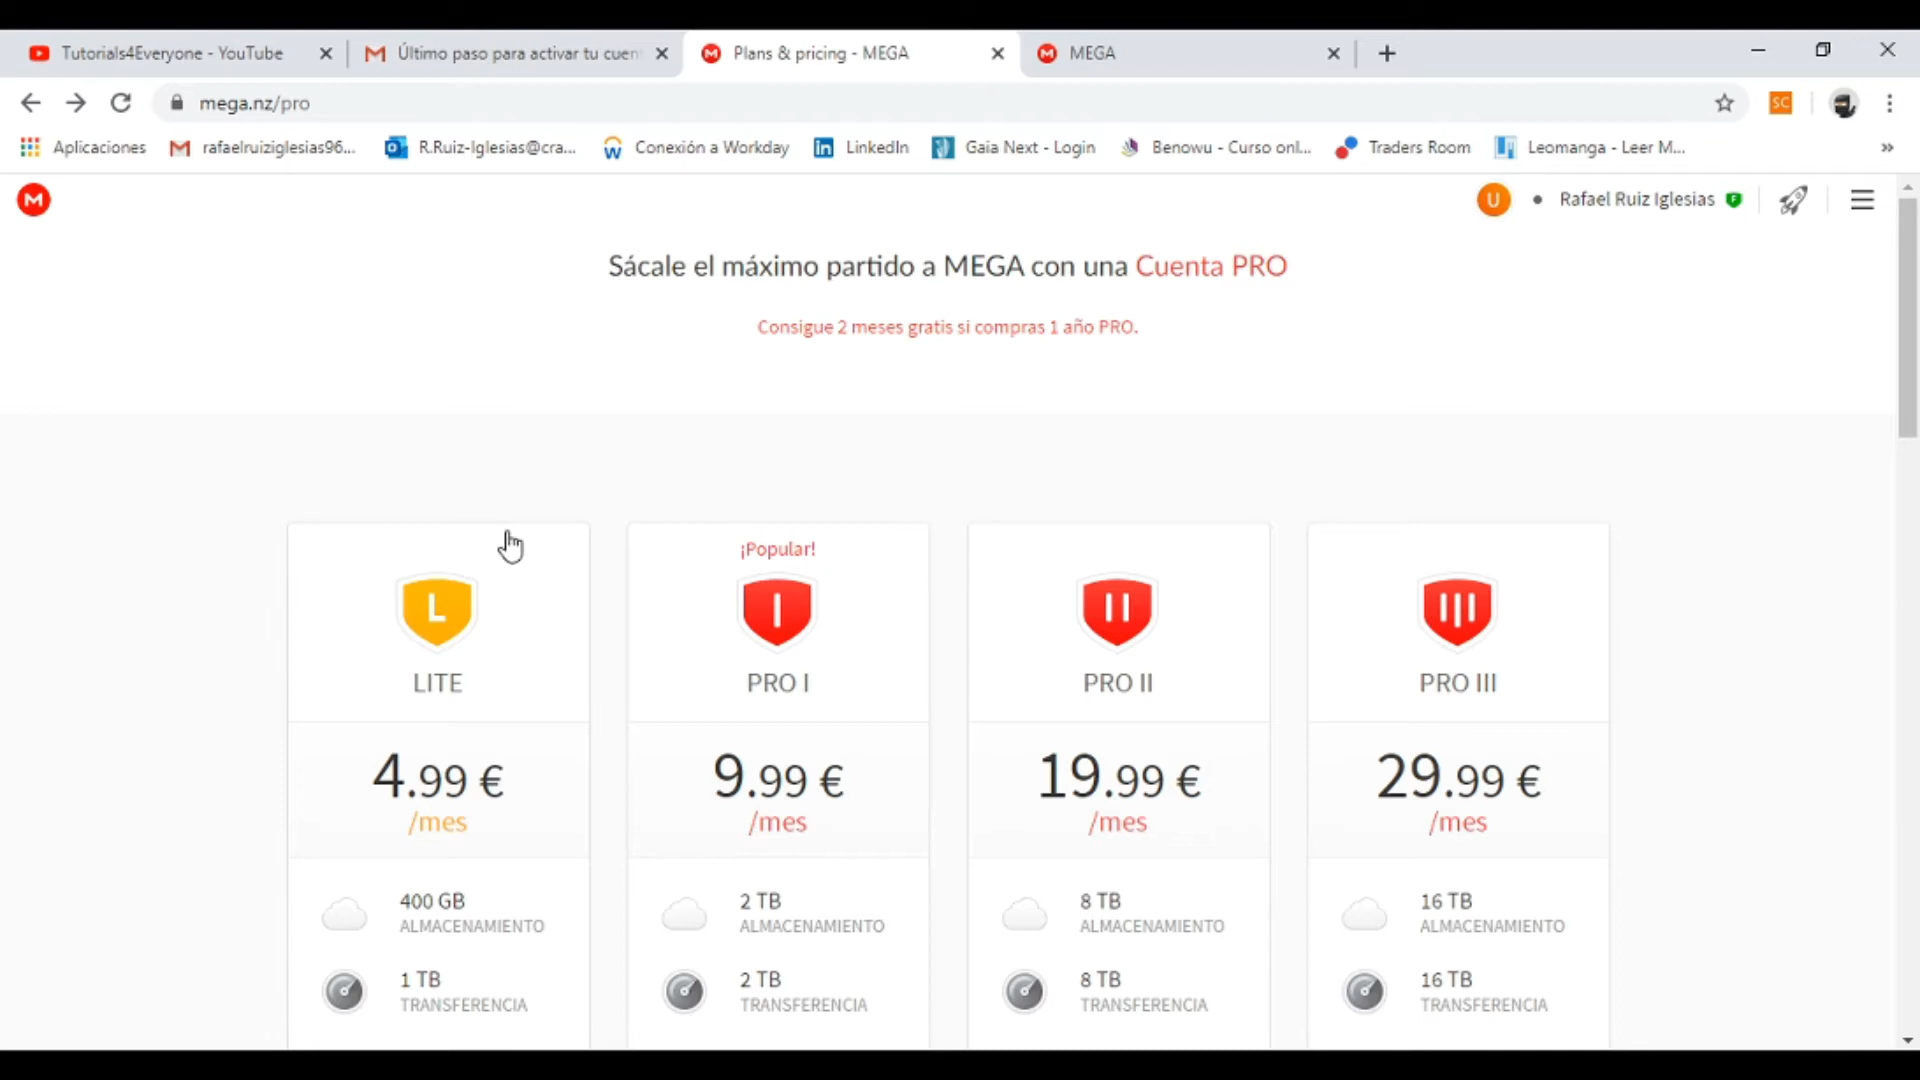 Tutorials4Everyone - YouTube
Último paso para activar tu cuen
Plans & pricing - MEGA
MEGA
mega.nz/pro
SC
Aplicaciones
rafaelruiziglesias96...
R.Ruiz-Iglesias@cra...
Conexión a Workday
LinkedIn
Gaia Next - Login
Benowu - Curso onl...
Traders Room
Leomanga - Leer M...
M
U
Rafael Ruiz Iglesias
F
Sácale el máximo partido a MEGA con una Cuenta PRO
Consigue 2 meses gratis si compras 1 año PRO.
L
LITE
4.99 €
/mes
400 GB
ALMACENAMIENTO
1 TB
TRANSFERENCIA
¡Popular!
I
PRO I
9.99 €
/mes
2 TB
ALMACENAMIENTO
2 TB
TRANSFERENCIA
II
PRO II
19.99 €
/mes
8 TB
ALMACENAMIENTO
8 TB
TRANSFERENCIA
III
PRO III
29.99 €
/mes
16 TB
ALMACENAMIENTO
16 TB
TRANSFERENCIA